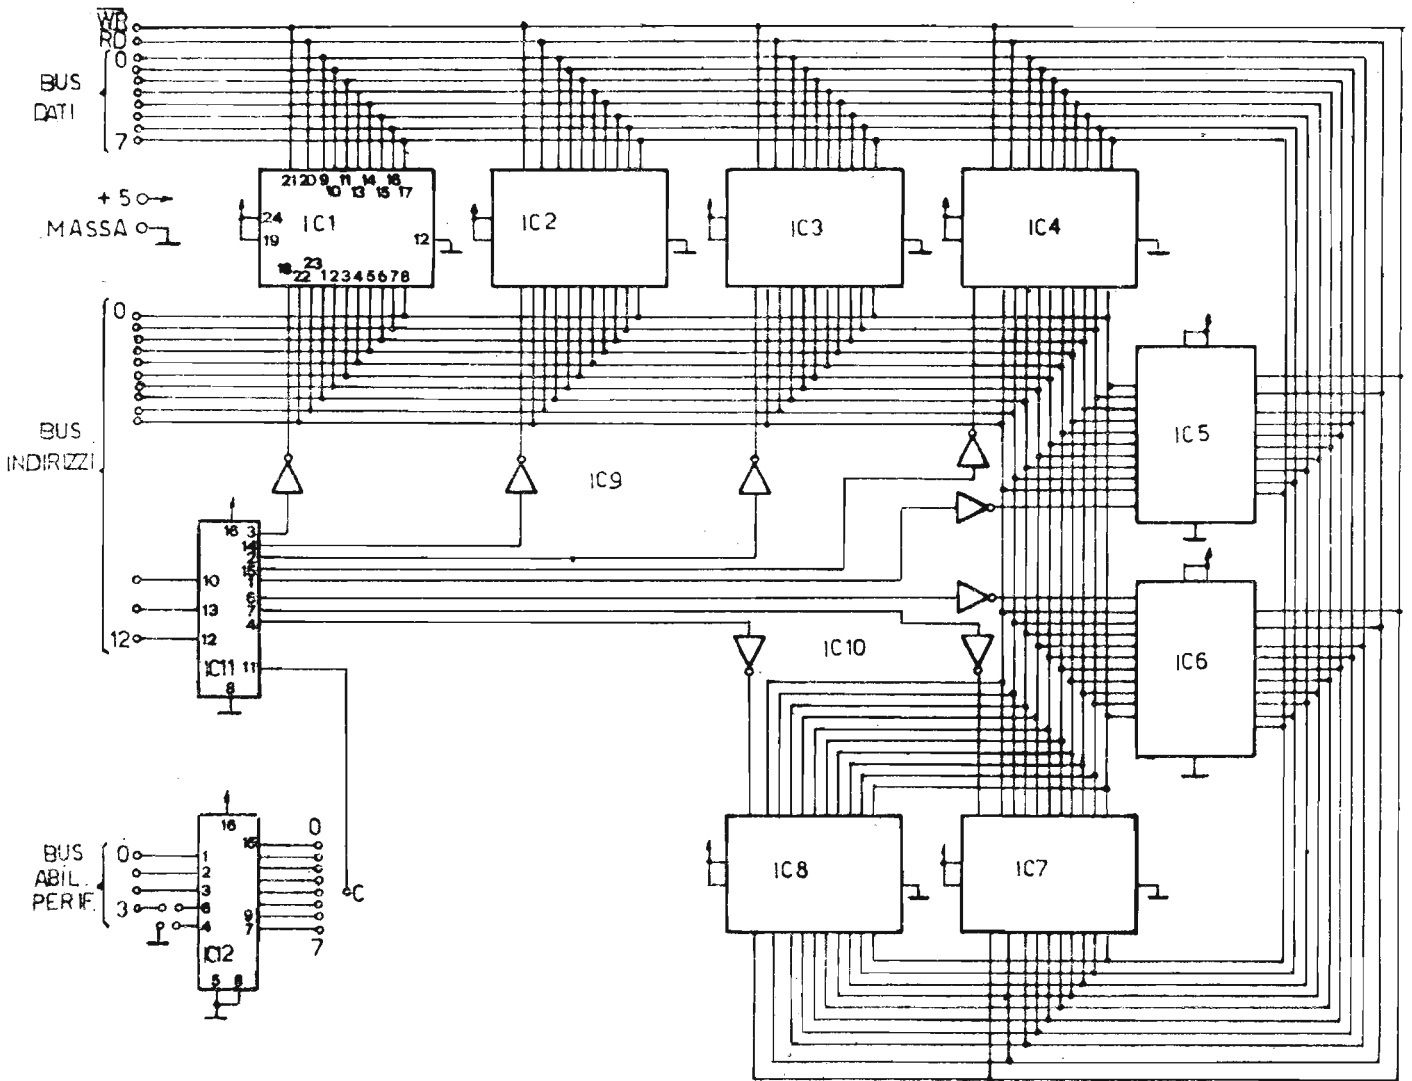 WR
RD
0
BUS
DATI
7
+5
MASSA
21 20 9 10 11 13 14 15 16 17
IC1
24
19
12
18 22 23 1 2 3 4 5 6 7 8
IC2
IC3
IC4
0
BUS
INDIRIZZI
IC5
IC9
16
3
14
2
15
1
10
6
13
7
4
12
12
IC11
11
8
IC10
IC6
16
0
15
BUS
ABIL.
PERIF.
0
1
2
3
3
6
4
9
7
C
IC12
7
5
8
IC8
IC7